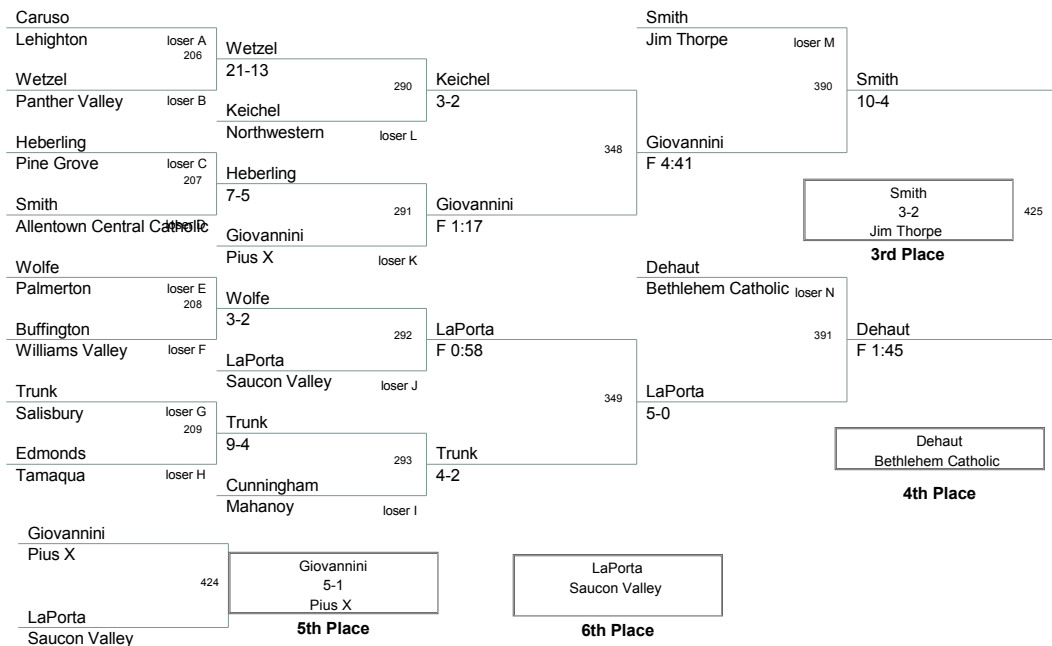 Caruso
Lehighton
loser A
206
Wetzel
Panther Valley
loser B
Heberling
Pine Grove
loser C
207
Smith
Allentown Central Catholic
loser D
Wolfe
Palmerton
loser E
208
Buffington
Williams Valley
loser F
Trunk
Salisbury
loser G
209
Edmonds
Tamaqua
loser H
Wetzel
21-13
290
Keichel
Northwestern
loser L
Heberling
7-5
291
Giovannini
Pius X
loser K
Wolfe
3-2
292
LaPorta
Saucon Valley
loser J
Trunk
9-4
293
Cunningham
Mahanoy
loser I
Keichel
3-2
348
Giovannini
F 1:17
LaPorta
F 0:58
349
Trunk
4-2
Smith
Jim Thorpe
loser M
390
Giovannini
F 4:41
Dehaut
Bethlehem Catholic
loser N
391
LaPorta
5-0
Smith
10-4
Smith
3-2
Jim Thorpe
425
3rd Place
Dehaut
F 1:45
Dehaut
Bethlehem Catholic
4th Place
Giovannini
Pius X
424
LaPorta
Saucon Valley
Giovannini
5-1
Pius X
5th Place
LaPorta
Saucon Valley
6th Place